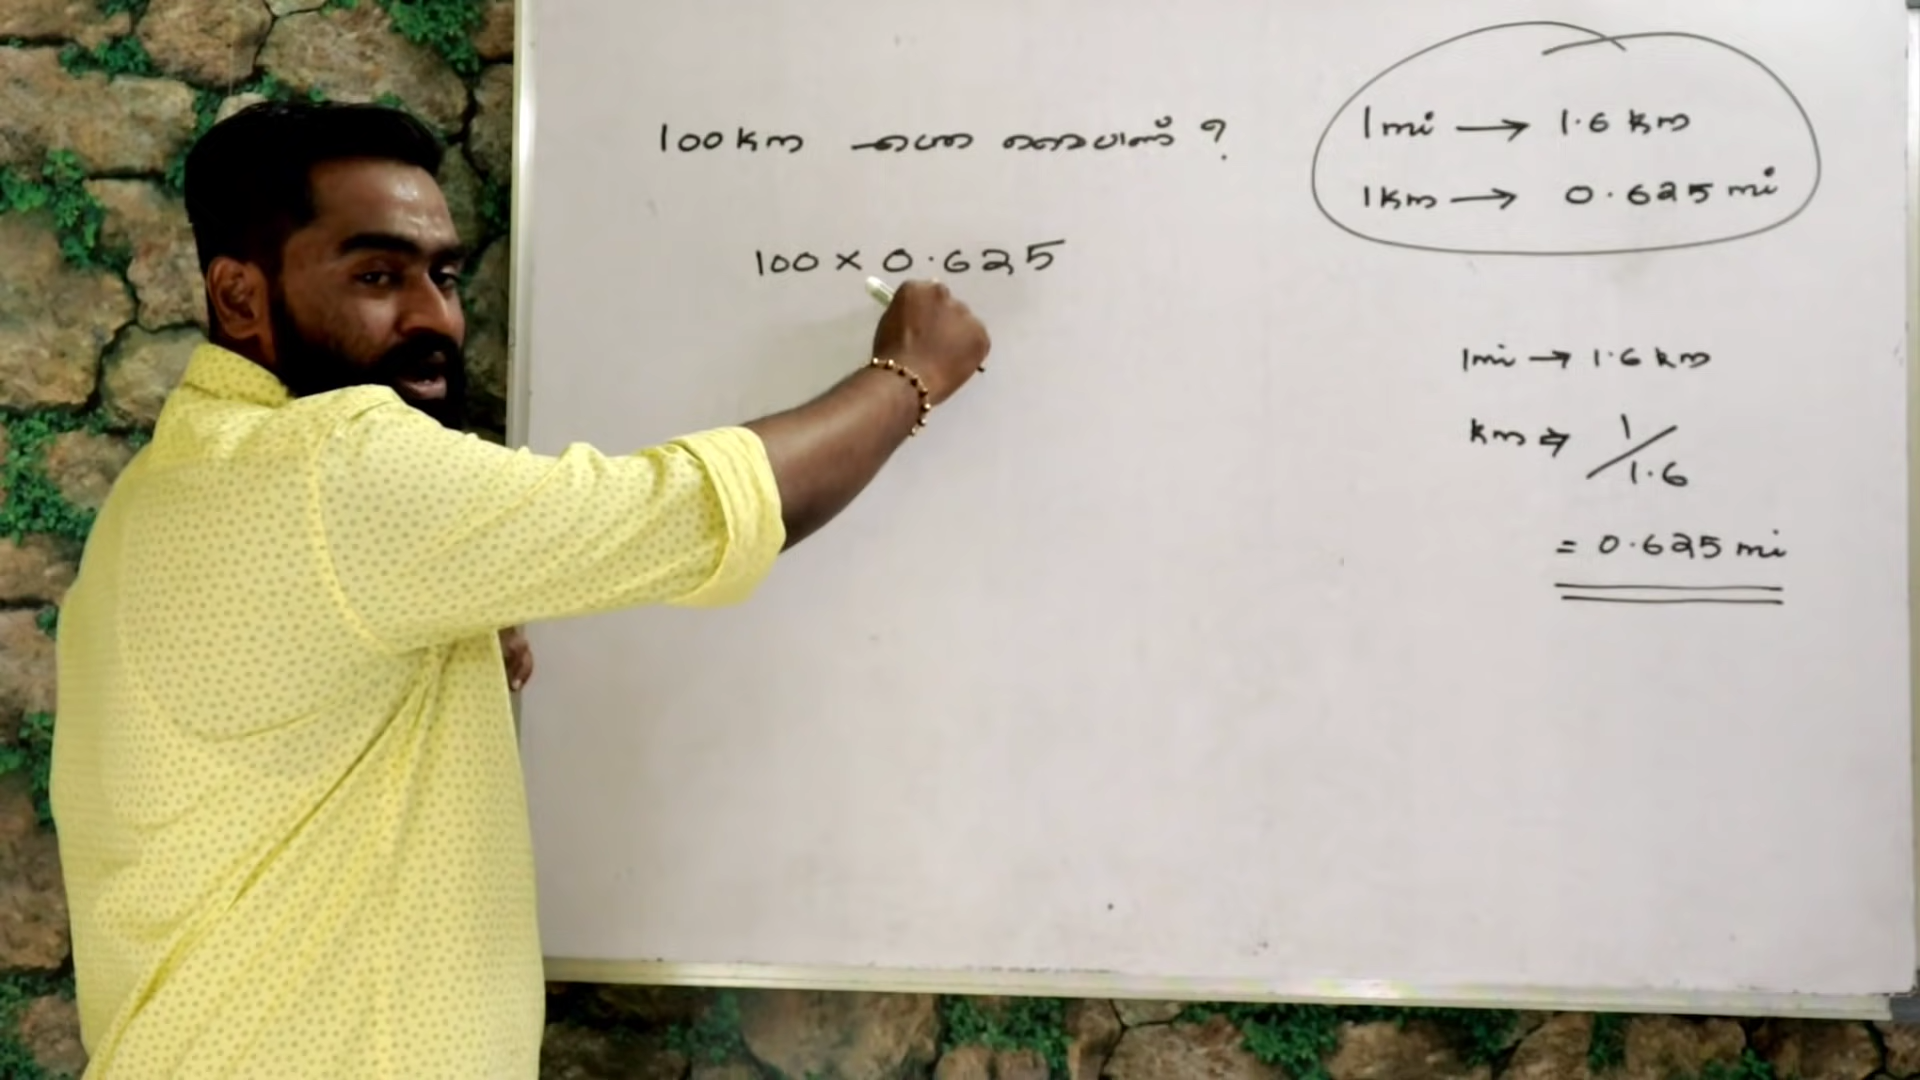 100 km എത്ര മൈലാണ് ?
100 × 0.625
1 mi → 1.6 km
1 km → 0.625 mi
1 mi → 1.6 km
km ⇒ 1/1.6
= 0.625 mi